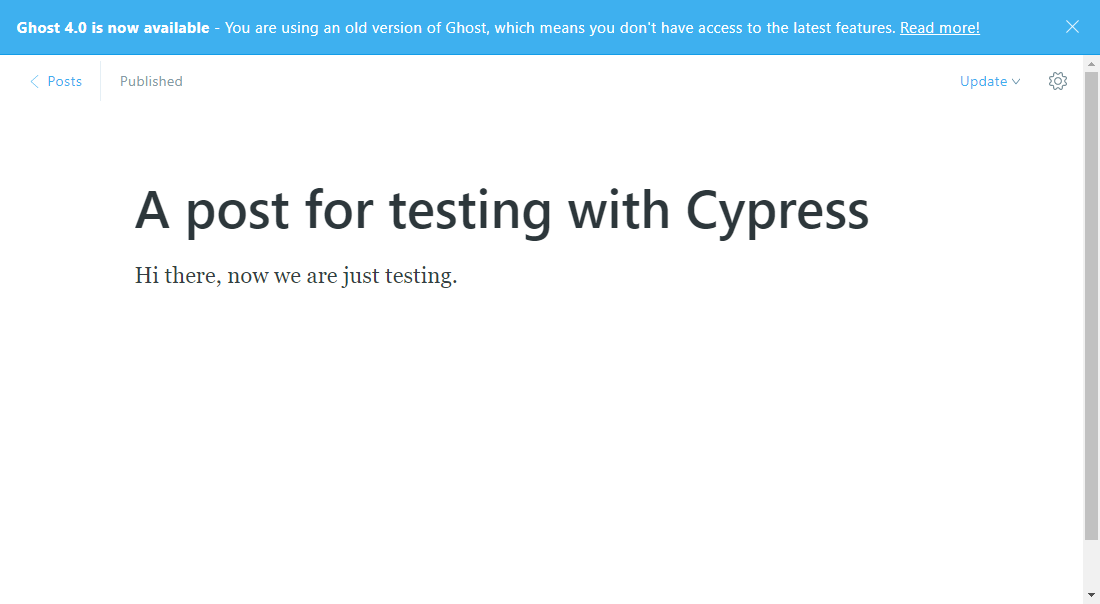 Ghost 4.0 is now available - You are using an old version of Ghost, which means you don't have access to the latest features. Read more!
Posts
Published
Update
A post for testing with Cypress
Hi there, now we are just testing.